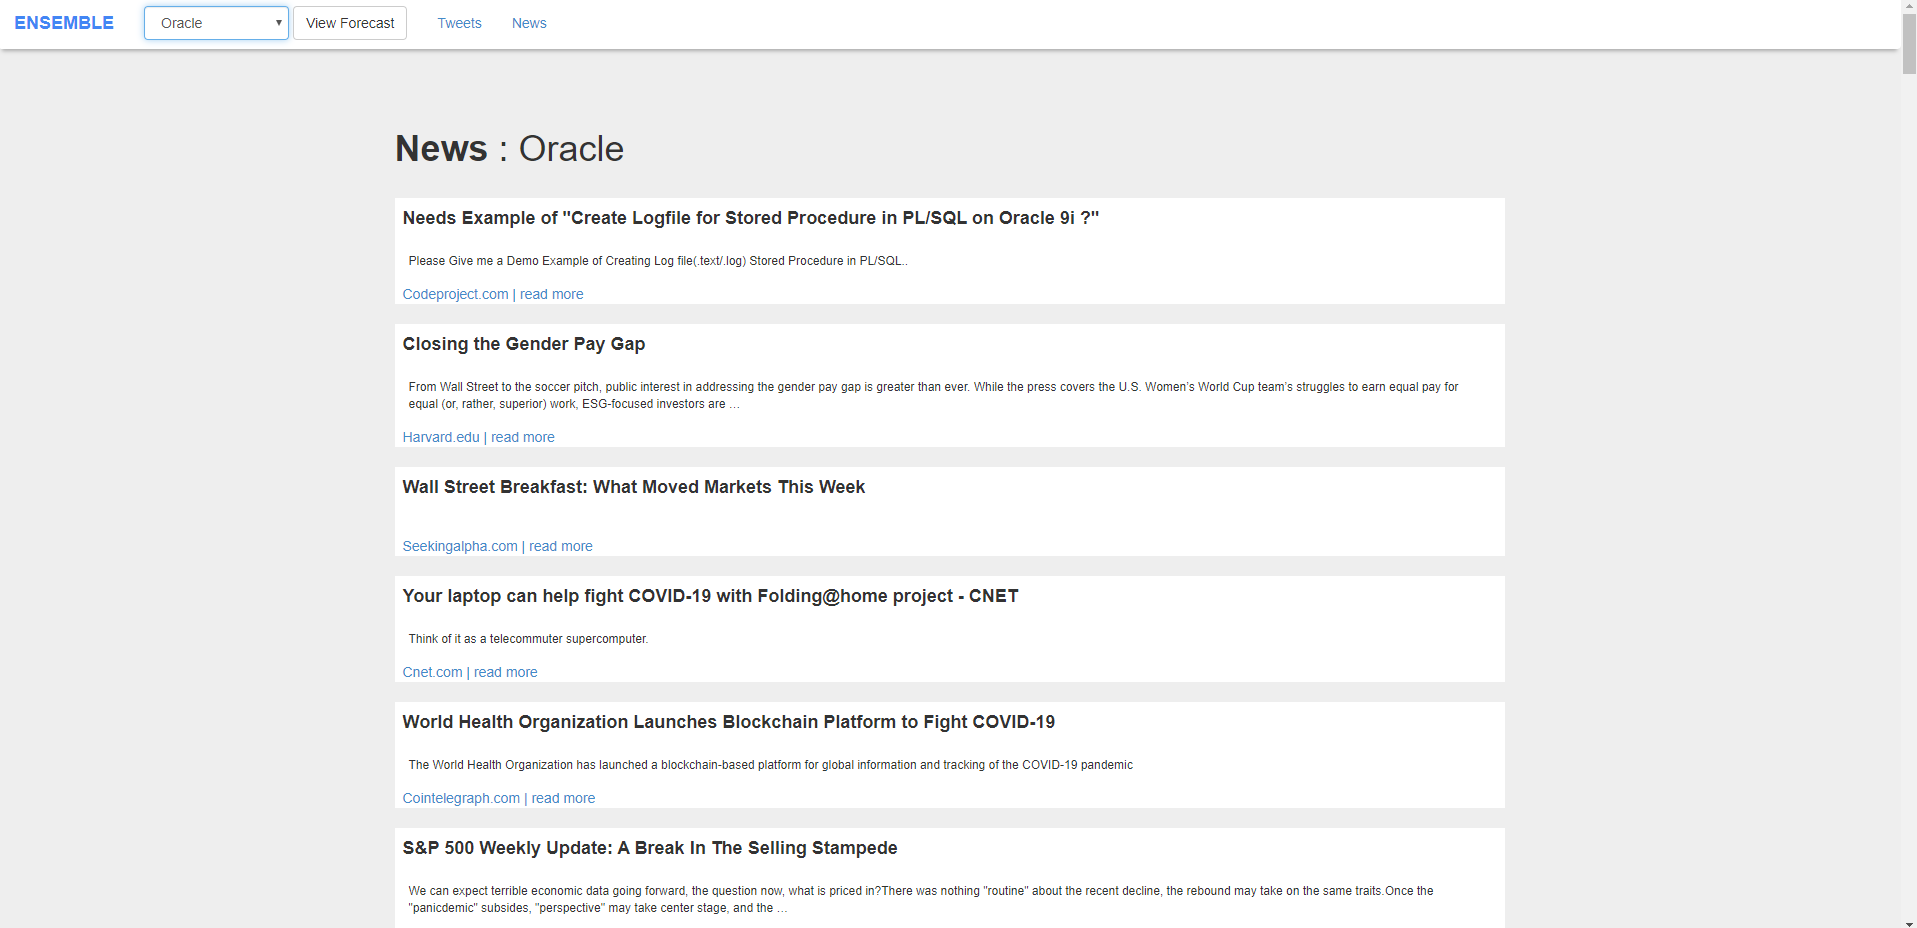 ENSEMBLE Oracle View Forecast Tweets News
News : Oracle
Needs Example of "Create Logfile for Stored Procedure in PL/SQL on Oracle 9i ?"
Please Give me a Demo Example of Creating Log file(.text/.log) Stored Procedure in PL/SQL..
Codeproject.com | read more
Closing the Gender Pay Gap
From Wall Street to the soccer pitch, public interest in addressing the gender pay gap is greater than ever. While the press covers the U.S. Women’s World Cup team’s struggles to earn equal pay for
equal (or, rather, superior) work, ESG-focused investors are …
Harvard.edu | read more
Wall Street Breakfast: What Moved Markets This Week
Seekingalpha.com | read more
Your laptop can help fight COVID-19 with Folding@home project - CNET
Think of it as a telecommuter supercomputer.
Cnet.com | read more
World Health Organization Launches Blockchain Platform to Fight COVID-19
The World Health Organization has launched a blockchain-based platform for global information and tracking of the COVID-19 pandemic
Cointelegraph.com | read more
S&P 500 Weekly Update: A Break In The Selling Stampede
We can expect terrible economic data going forward, the question now, what is priced in?There was nothing "routine" about the recent decline, the rebound may take on the same traits.Once the
"panicdemic" subsides, "perspective" may take center stage, and the …